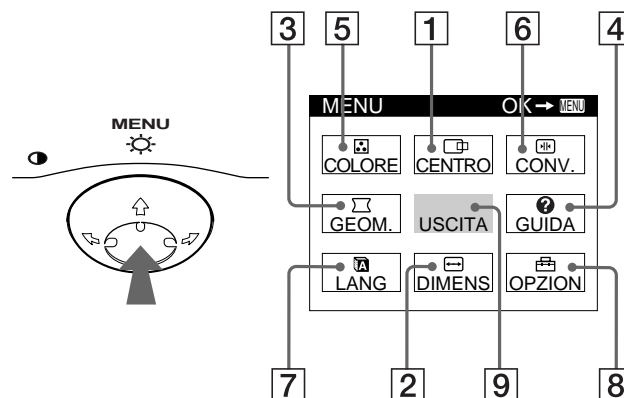 3 5 1 6 4
MENU
MENU OK→ MENU
COLORE CENTRO CONV.
GEOM. USCITA GUIDA
LANG DIMENS OPZION
7 2 9 8